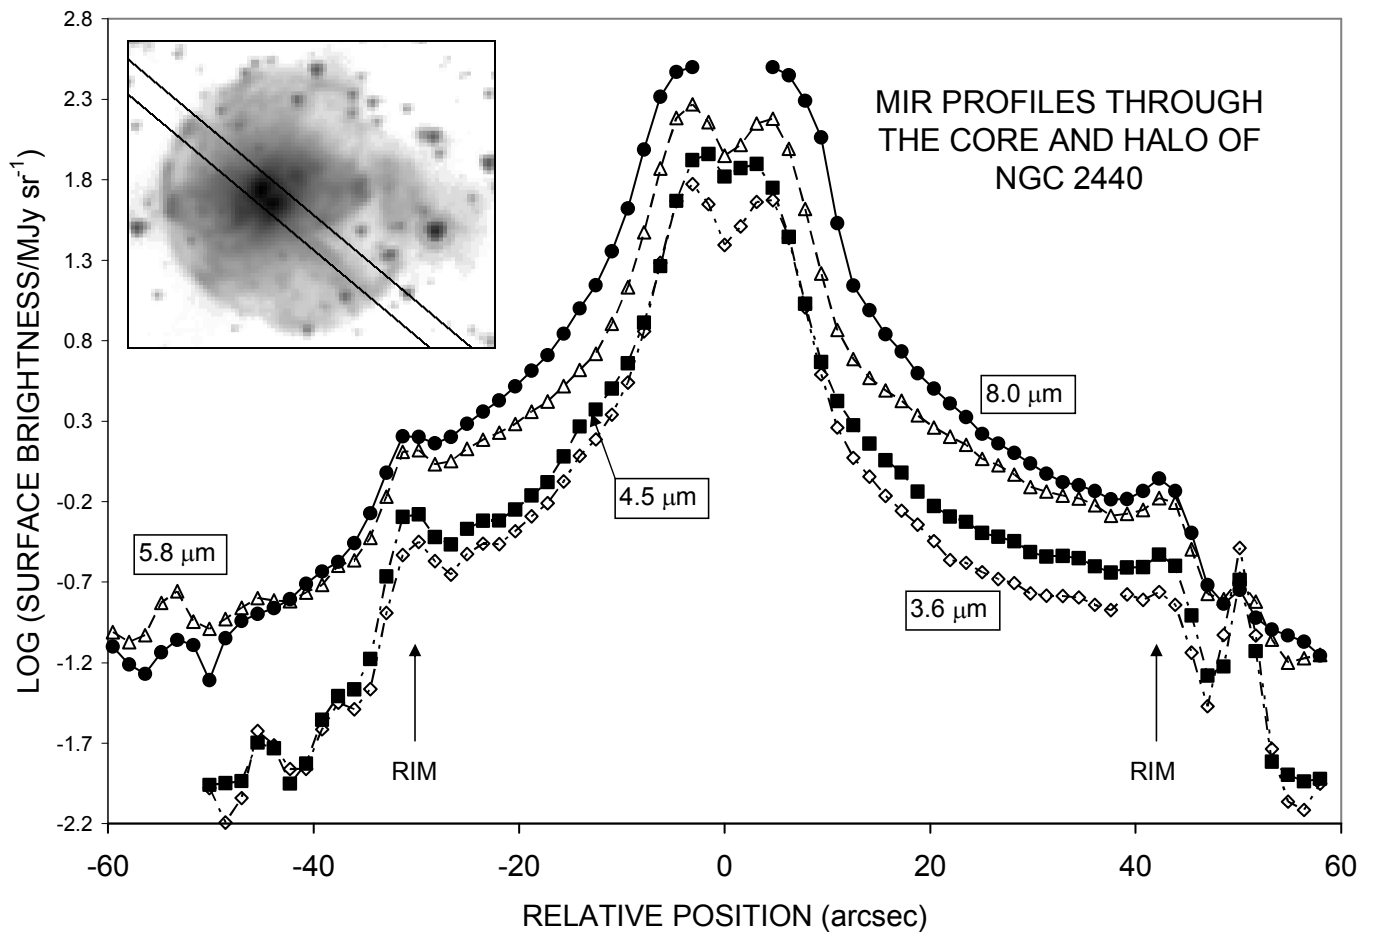 MIR PROFILES THROUGH
THE CORE AND HALO OF
NGC 2440
LOG (SURFACE BRIGHTNESS/MJy sr⁻¹)
2.8
2.3
1.8
1.3
0.8
0.3
-0.2
-0.7
-1.2
-1.7
-2.2
8.0 μm
4.5 μm
5.8 μm
3.6 μm
RIM
RIM
-60
-40
-20
0
20
40
60
RELATIVE POSITION (arcsec)